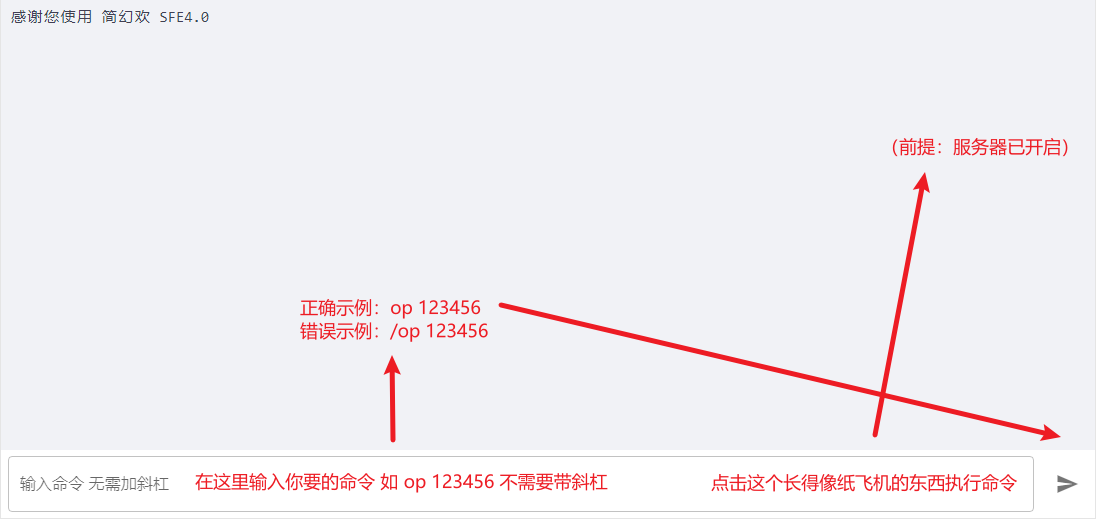 感谢您使用 简幻欢 SFE4.0
（前提：服务器已开启）
正确示例：op 123456
错误示例：/op 123456
输入命令 无需加斜杠
在这里输入你要的命令 如 op 123456 不需要带斜杠
点击这个长得像纸飞机的东西执行命令